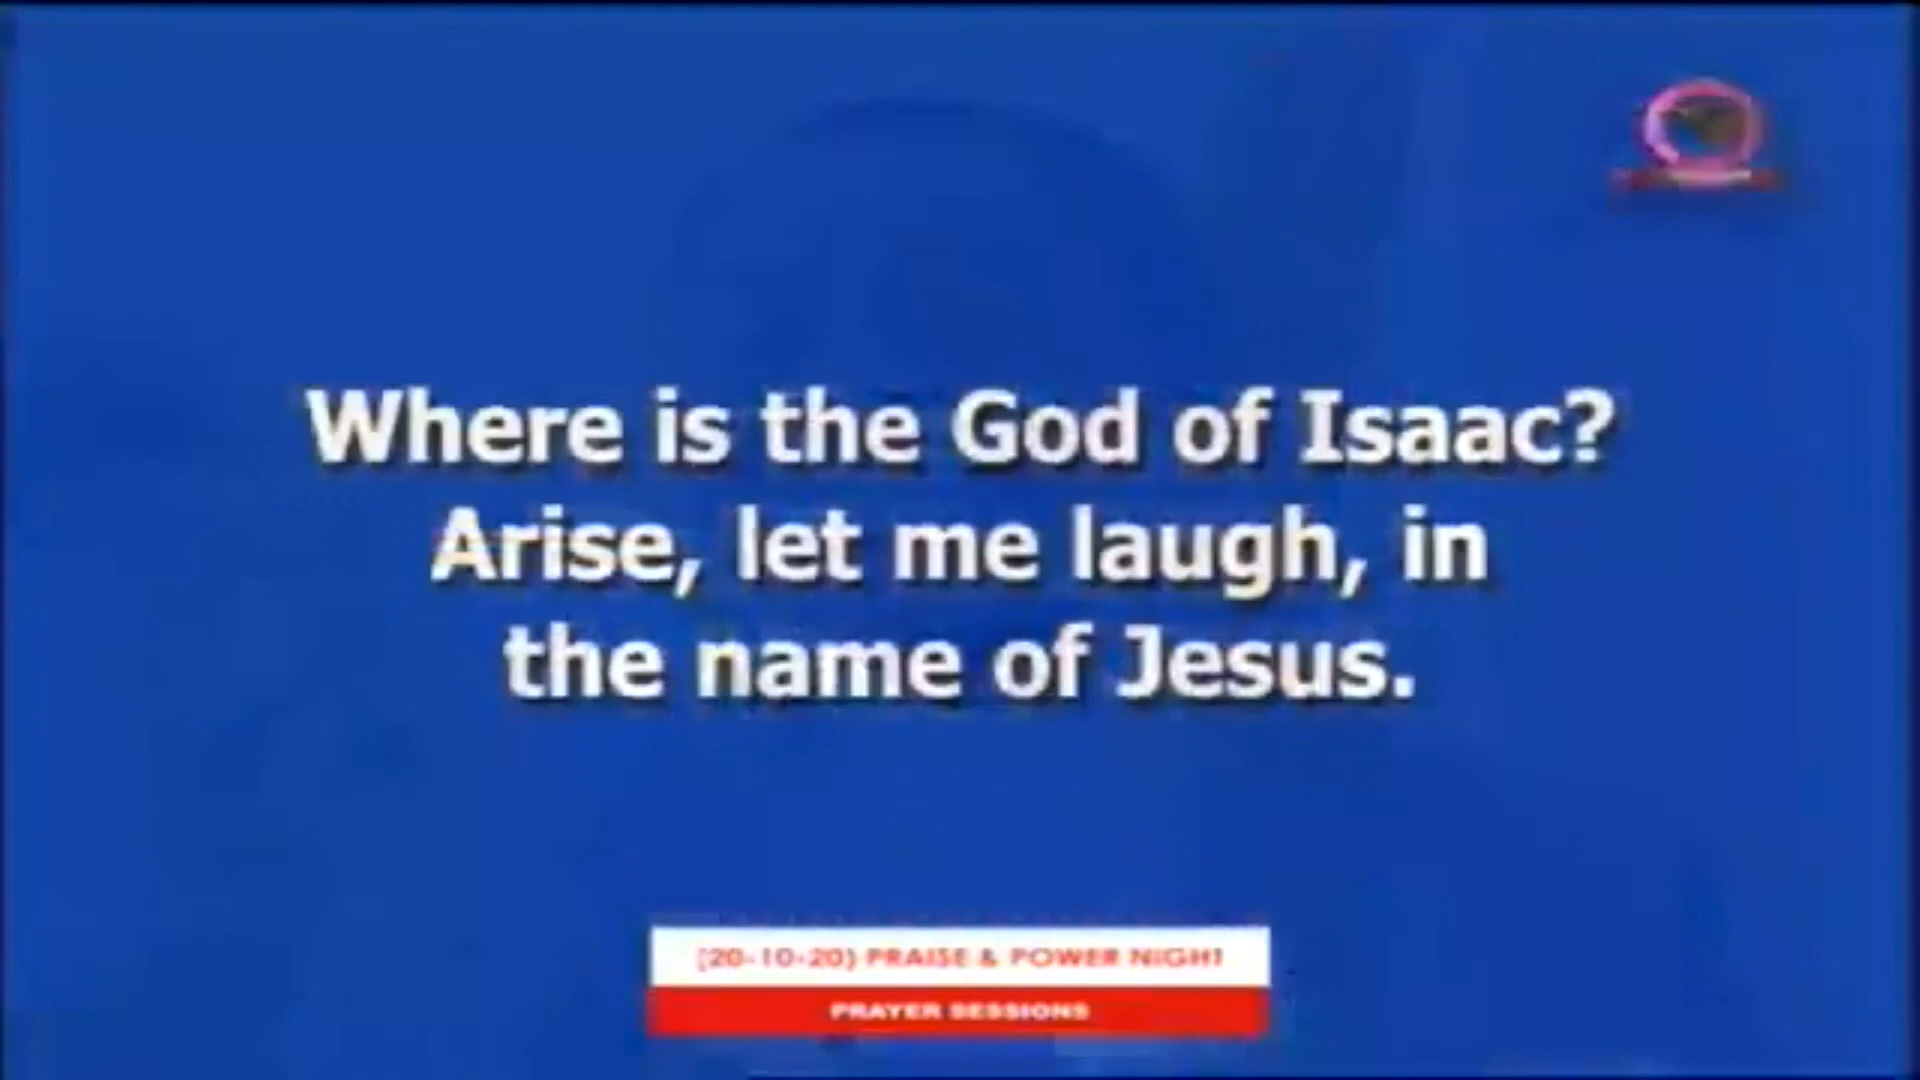 Where is the God of Isaac?
Arise, let me laugh, in
the name of Jesus.
[20-10-20) PRAISE & POWER NIGHT
PRAYER SESSIONS